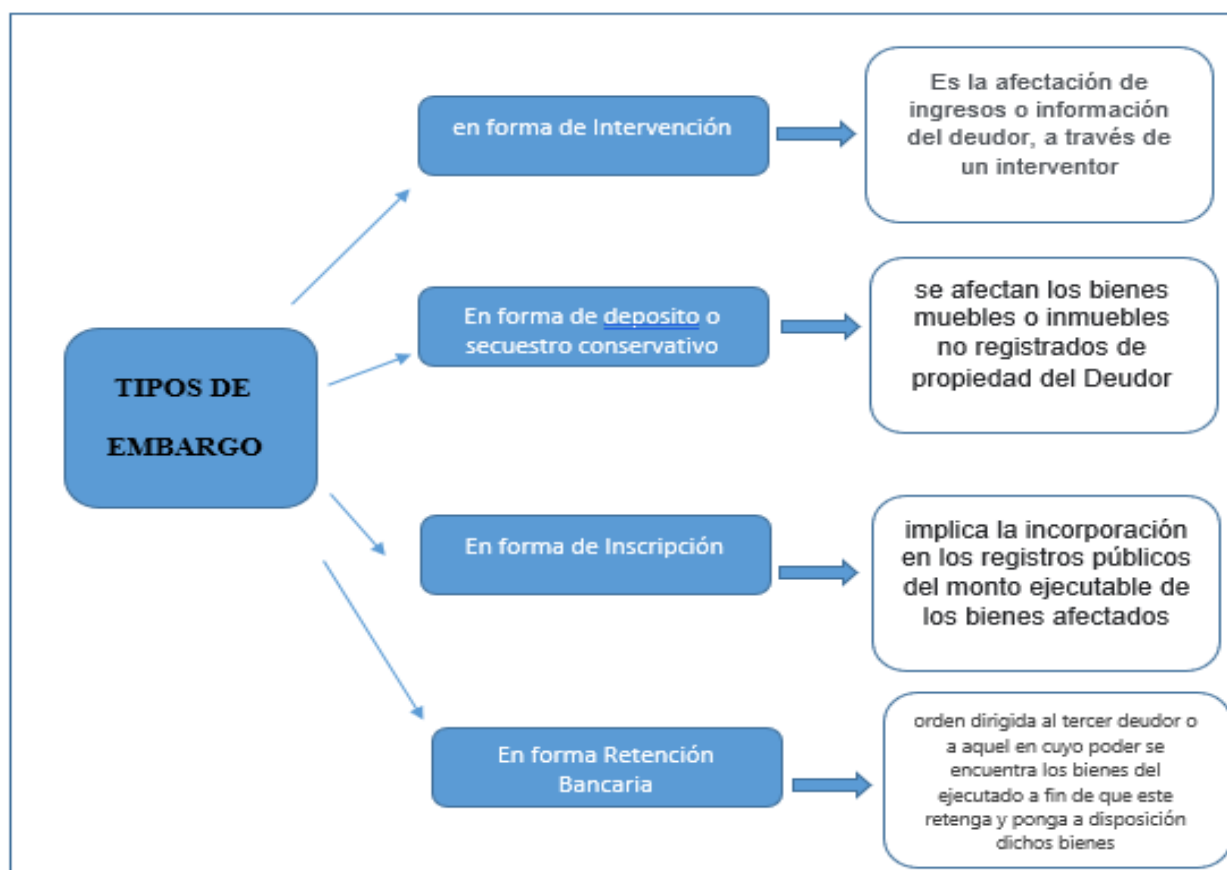 TIPOS DE
EMBARGO
en forma de Intervención
Es la afectación de
ingresos o información
del deudor, a través de
un interventor
En forma de deposito o
secuestro conservativo
se afectan los bienes
muebles o inmuebles
no registrados de
propiedad del Deudor
En forma de Inscripción
implica la incorporación
en los registros públicos
del monto ejecutable de
los bienes afectados
En forma Retención
Bancaria
orden dirigida al tercer deudor o
a aquel en cuyo poder se
encuentra los bienes del
ejecutado a fin de que este
retenga y ponga a disposición
dichos bienes